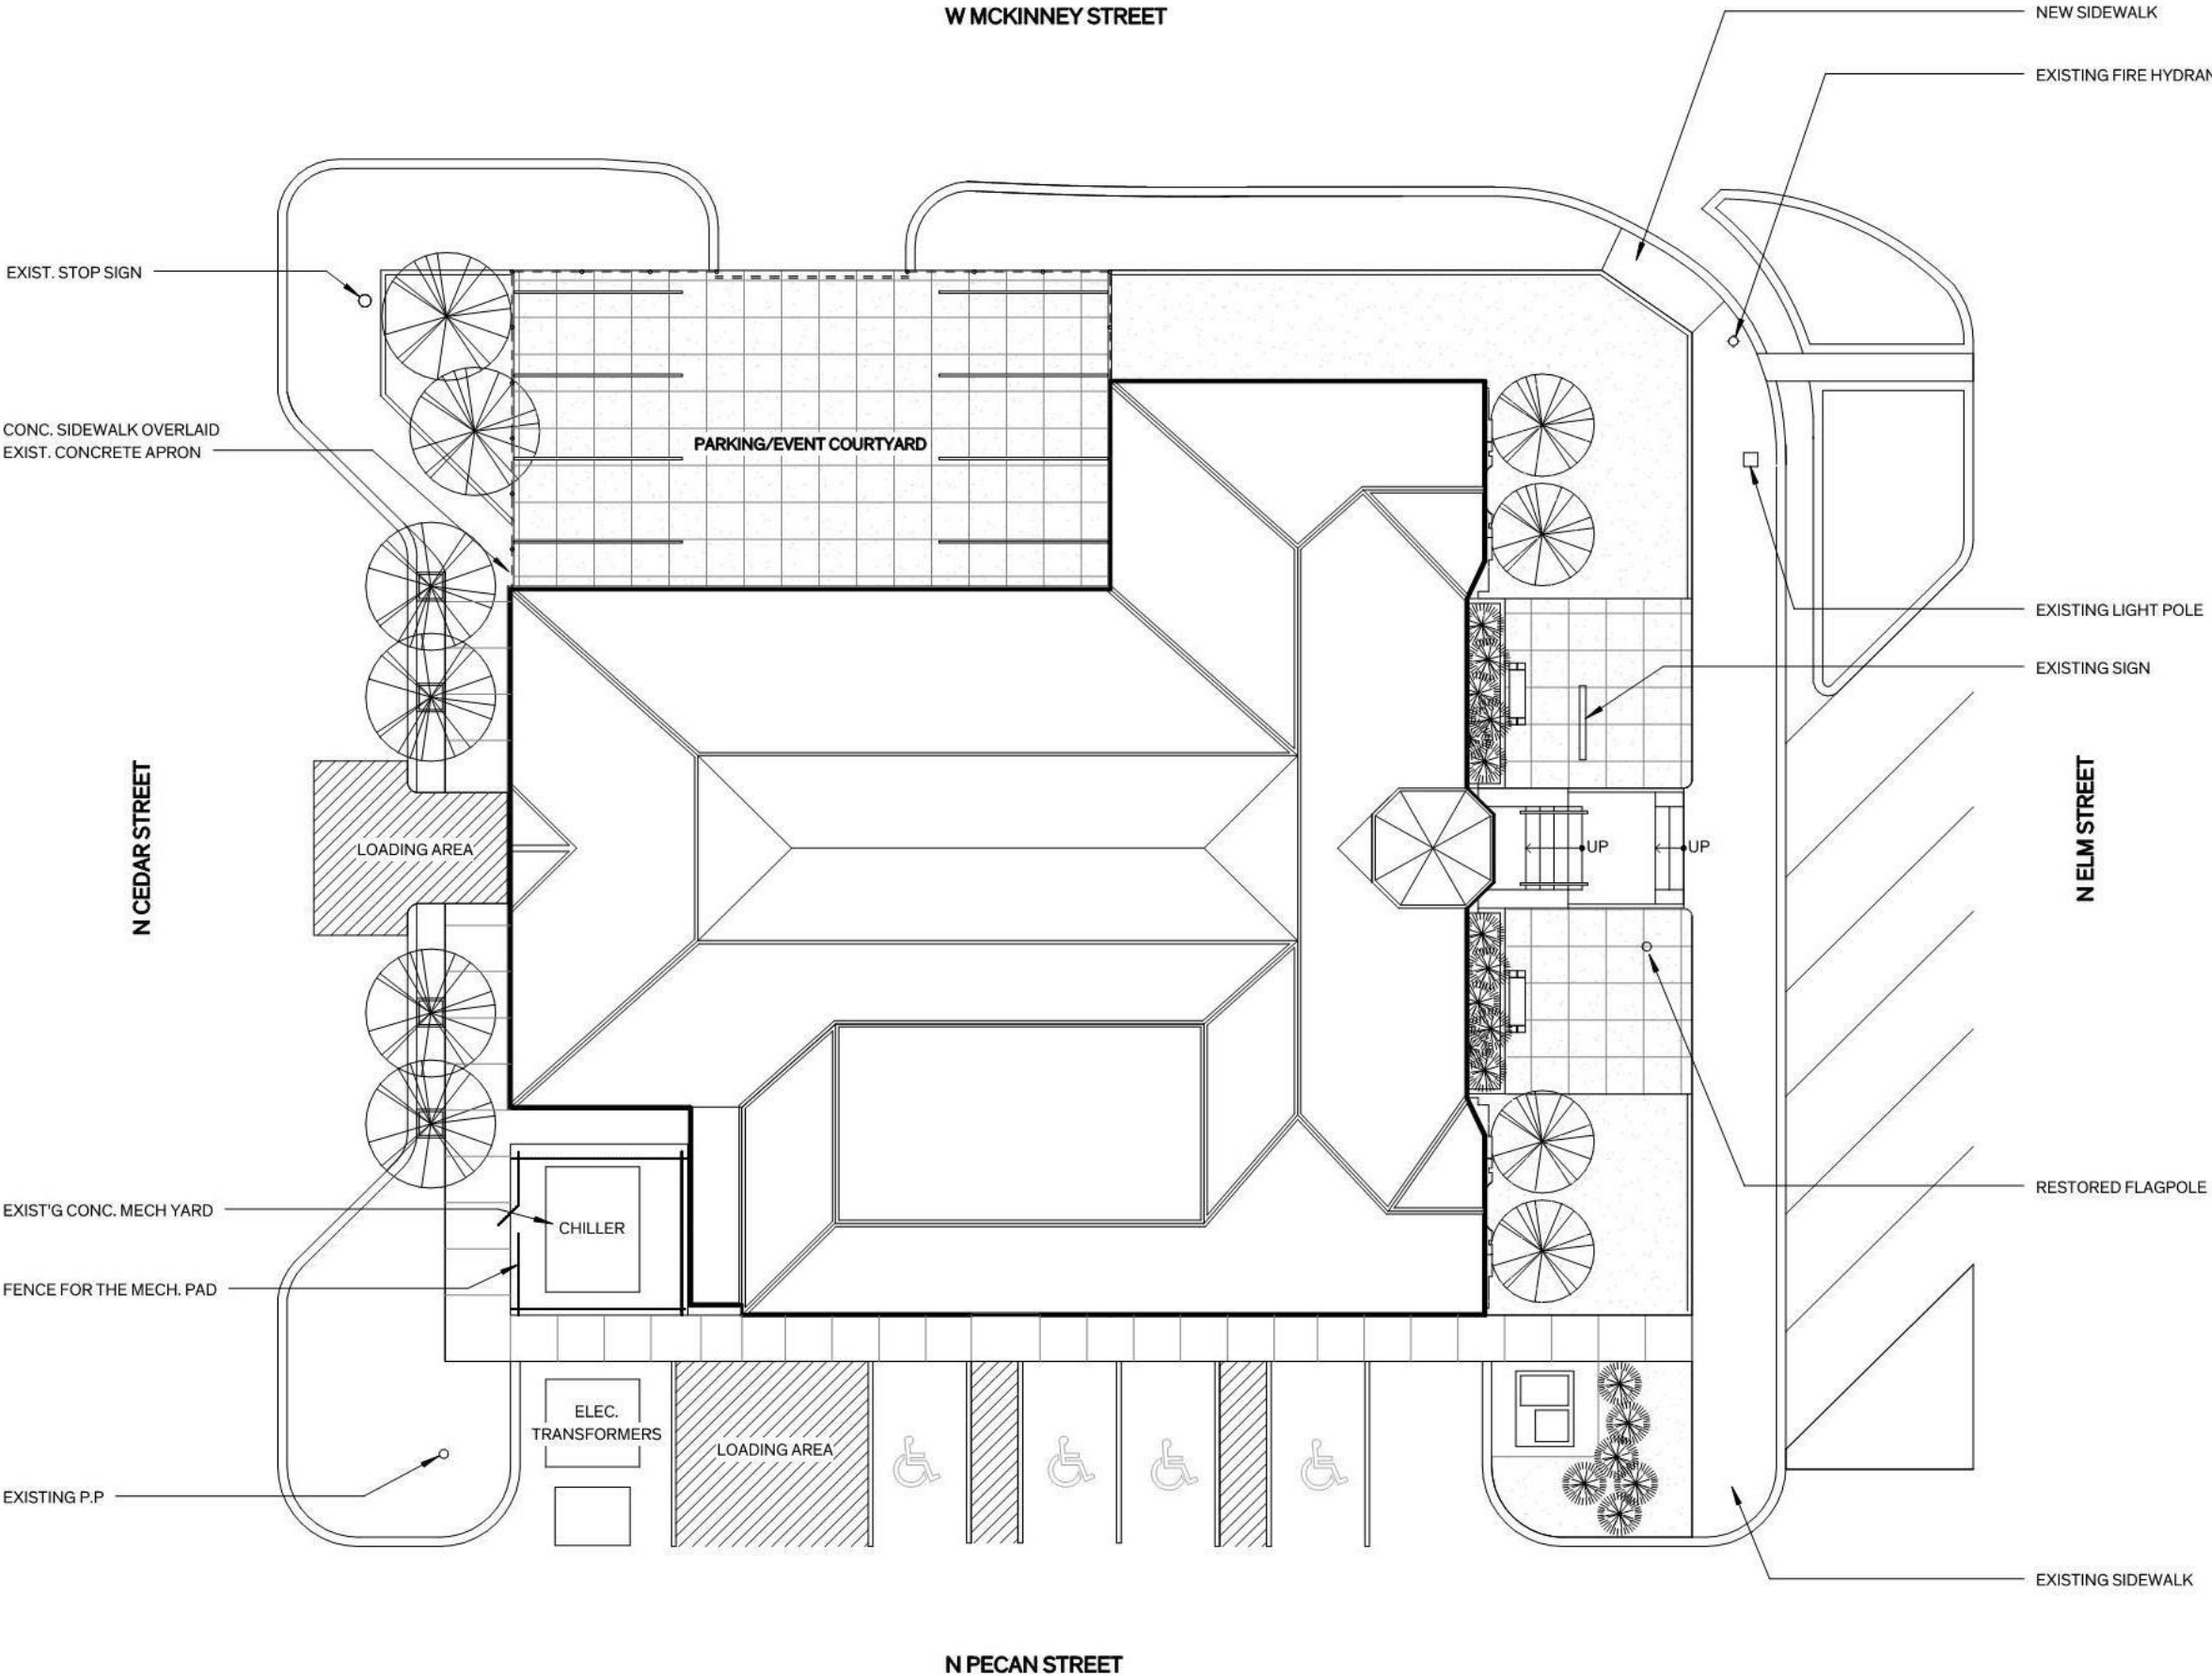 W MCKINNEY STREET
NEW SIDEWALK
EXISTING FIRE HYDRAN
EXIST. STOP SIGN
CONC. SIDEWALK OVERLAID
EXIST. CONCRETE APRON
PARKING/EVENT COURTYARD
EXISTING LIGHT POLE
EXISTING SIGN
N CEDAR STREET
LOADING AREA
UP
UP
N ELM STREET
RESTORED FLAGPOLE
EXIST'G CONC. MECH YARD
CHILLER
FENCE FOR THE MECH. PAD
ELEC.
TRANSFORMERS
LOADING AREA
EXISTING P.P
EXISTING SIDEWALK
N PECAN STREET